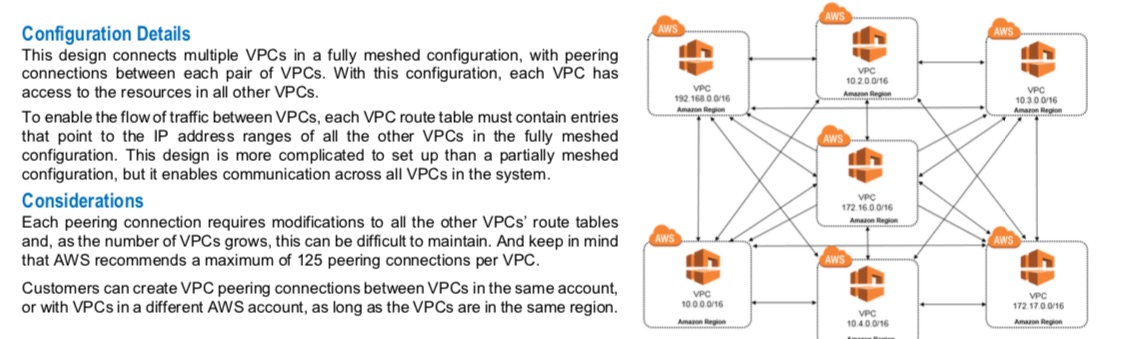 Configuration Details
This design connects multiple VPCs in a fully meshed configuration, with peering
connections between each pair of VPCs. With this configuration, each VPC has
access to the resources in all other VPCs.
To enable the flow of traffic between VPCs, each VPC route table must contain entries
that point to the IP address ranges of all the other VPCs in the fully meshed
configuration. This design is more complicated to set up than a partially meshed
configuration, but it enables communication across all VPCs in the system.
Considerations
Each peering connection requires modifications to all the other VPCs' route tables
and, as the number of VPCs grows, this can be difficult to maintain. And keep in mind
that AWS recommends a maximum of 125 peering connections per VPC.
Customers can create VPC peering connections between VPCs in the same account,
or with VPCs in a different AWS account, as long as the VPCs are in the same region.
AWS
VPC
192.168.0.0/16
Amazon Region
AWS
VPC
10.2.0.0/16
Amazon Region
AWS
VPC
10.3.0.0/16
Amazon Region
AWS
VPC
172.16.0.0/16
Amazon Region
AWS
VPC
10.0.0.0/16
Amazon Region
AWS
VPC
10.4.0.0/16
Amazon Region
AWS
VPC
172.17.0.0/16
Amazon Region